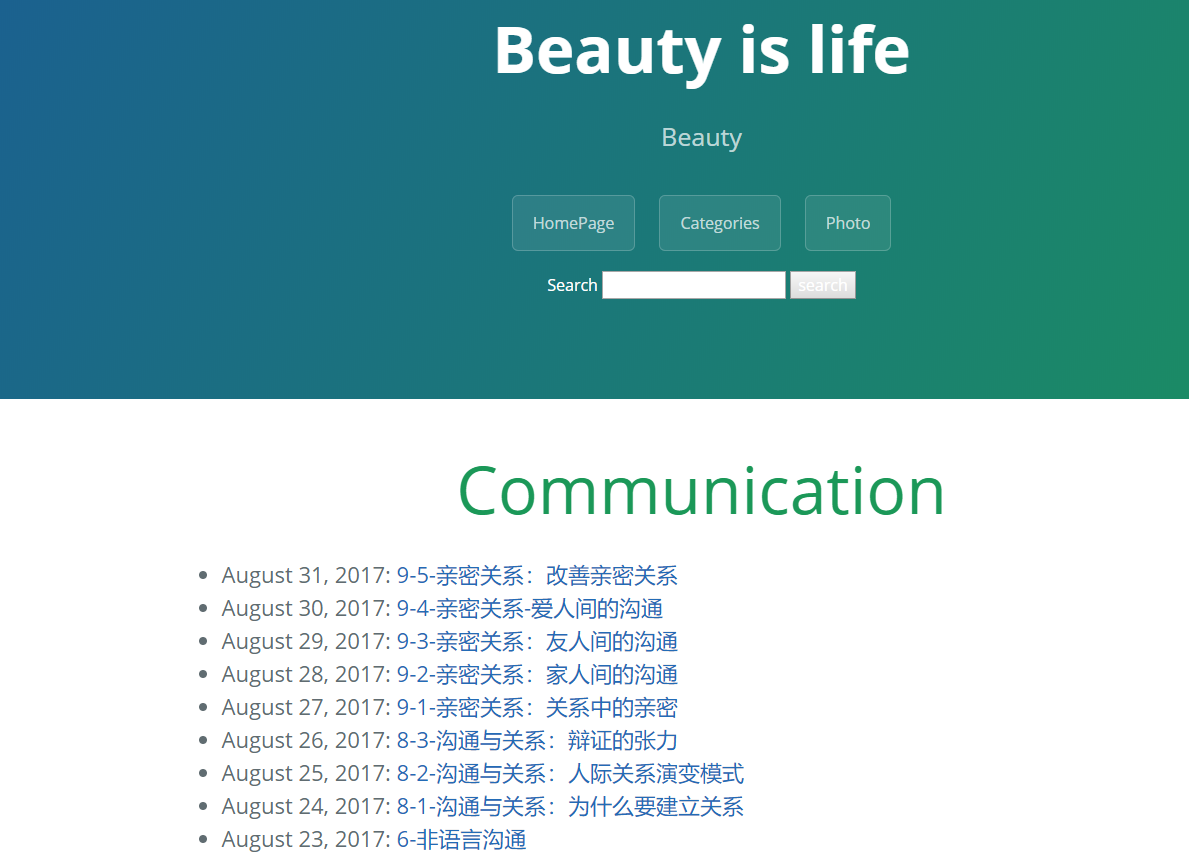 Beauty is life
Beauty
HomePage Categories Photo
Search search
Communication
August 31, 2017: 9-5-亲密关系：改善亲密关系
August 30, 2017: 9-4-亲密关系-爱人间的沟通
August 29, 2017: 9-3-亲密关系：友人间的沟通
August 28, 2017: 9-2-亲密关系：家人间的沟通
August 27, 2017: 9-1-亲密关系：关系中的亲密
August 26, 2017: 8-3-沟通与关系：辩证的张力
August 25, 2017: 8-2-沟通与关系：人际关系演变模式
August 24, 2017: 8-1-沟通与关系：为什么要建立关系
August 23, 2017: 6-非语言沟通